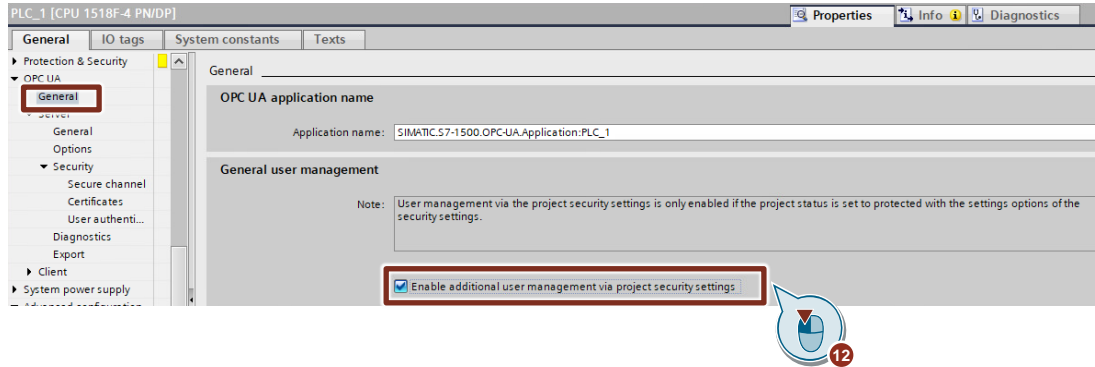 PLC_1 [CPU 1518F-4 PN/DP]
Properties
Info
Diagnostics
General
IO tags
System constants
Texts
Protection & Security
OPC UA
General
Server
General
Options
Security
Secure channel
Certificates
User authenti...
Diagnostics
Export
Client
System power supply
General
OPC UA application name
Application name: SIMATIC.S7-1500.OPC-UA.Application:PLC_1
General user management
Note: User management via the project security settings is only enabled if the project status is set to protected with the settings options of the
security settings.
Enable additional user management via project security settings
12